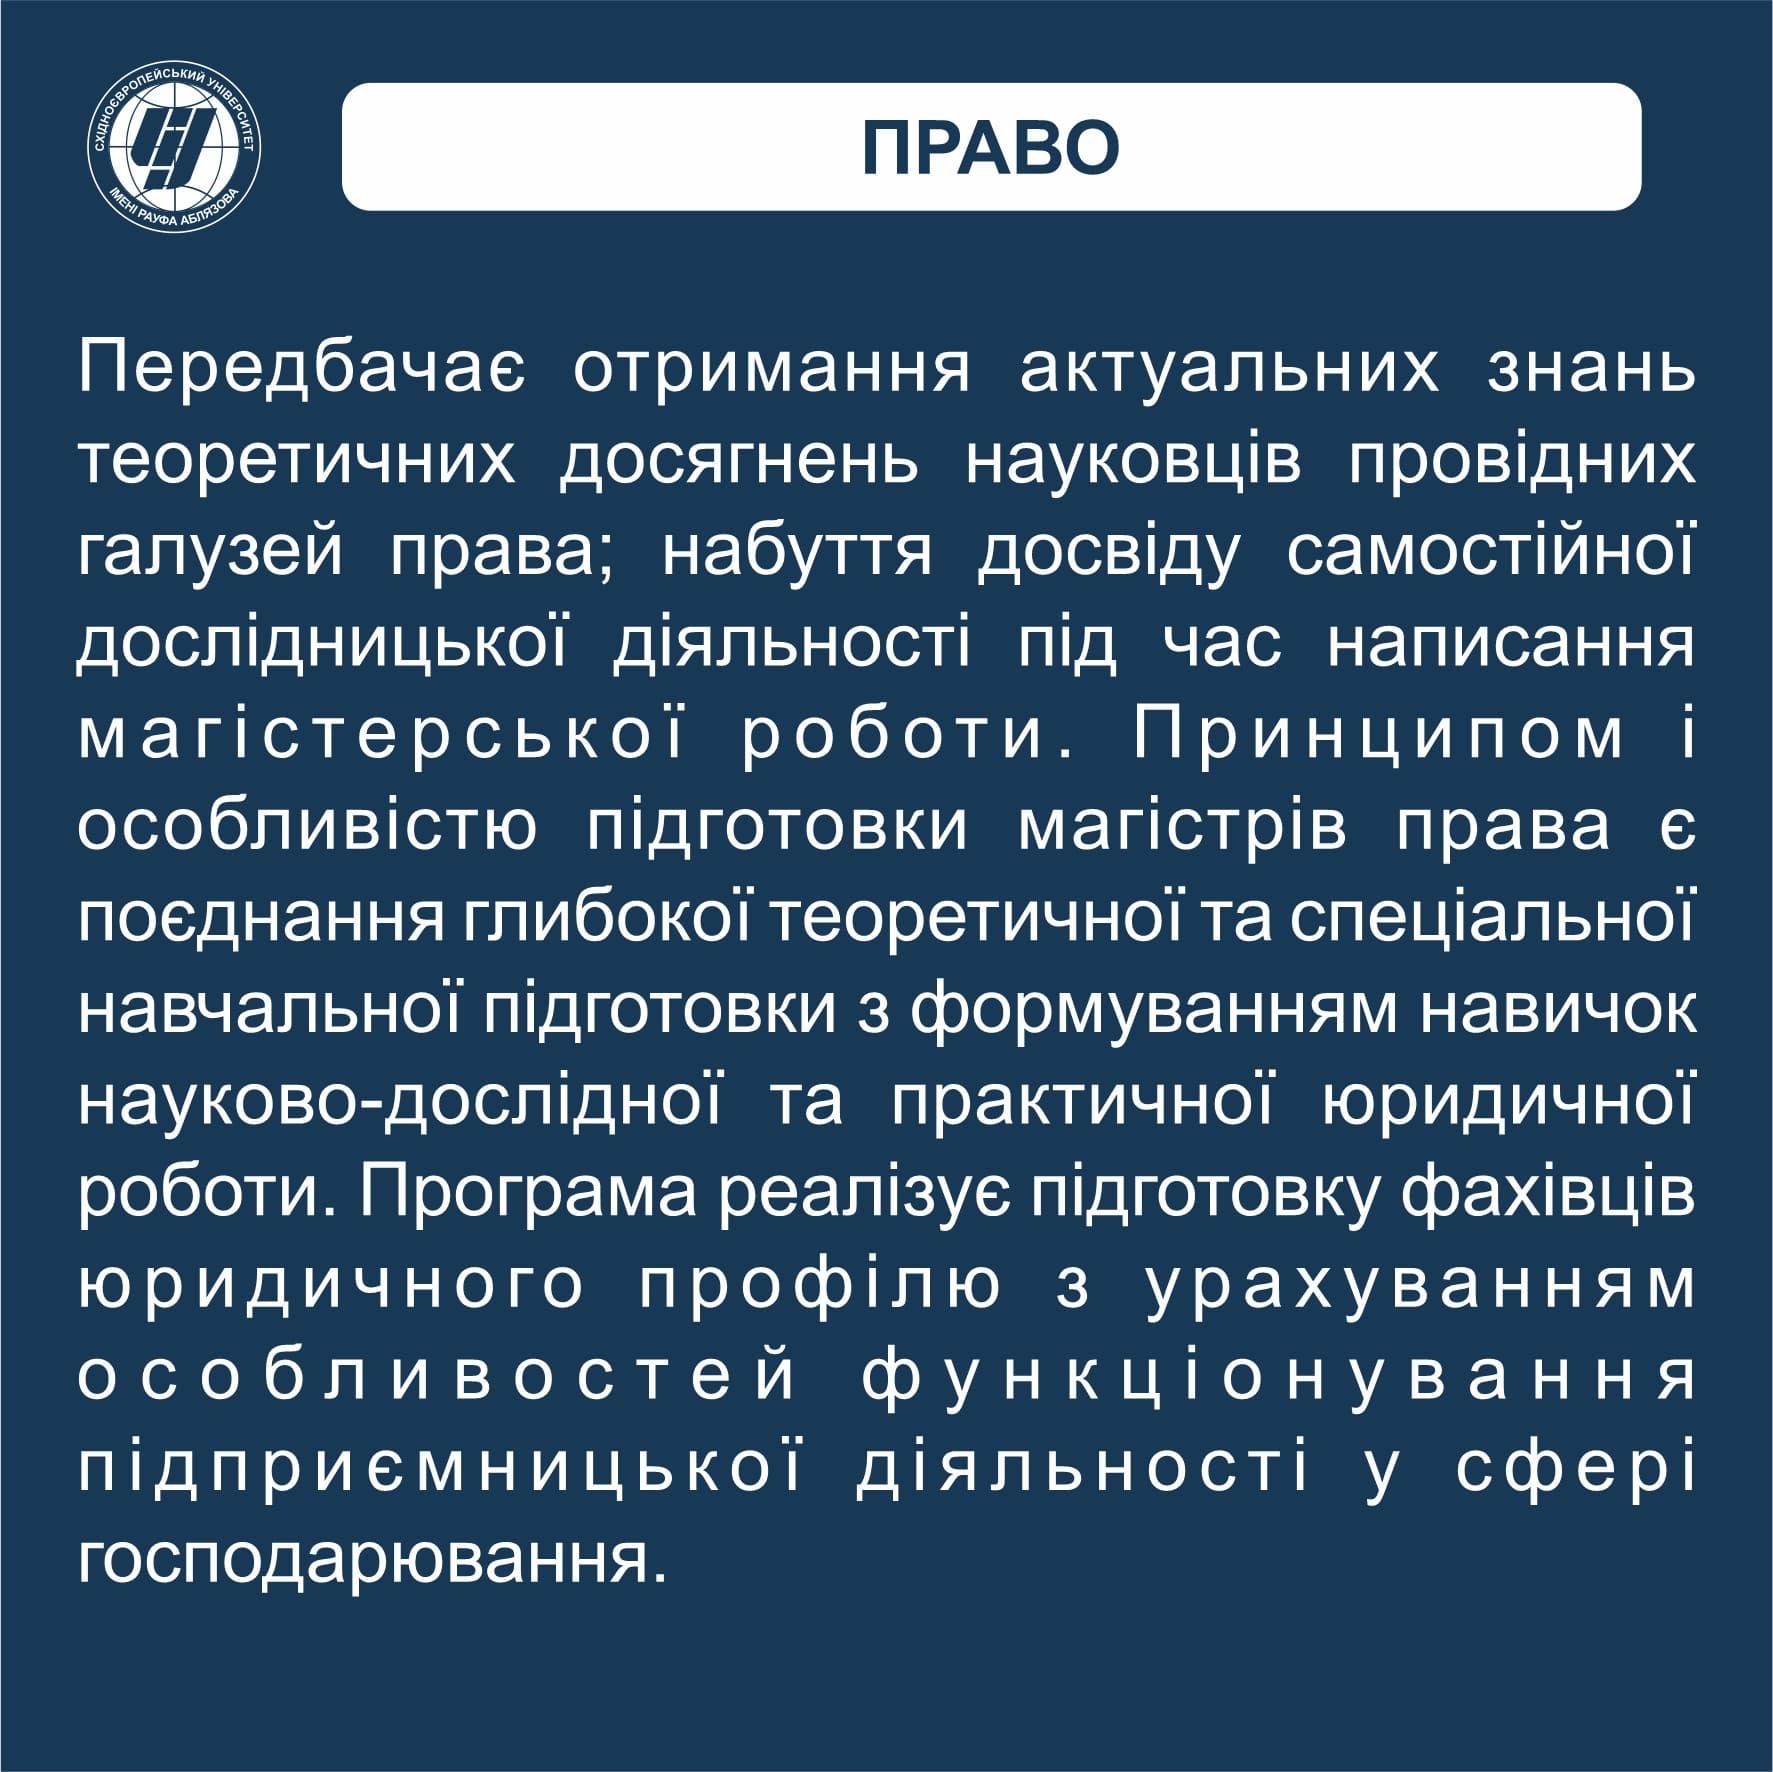 СХІДНОЄВРОПЕЙСЬКИЙ УНІВЕРСИТЕТ
ІМЕНІ РАУФА АБЛЯЗОВА
ПРАВО
Передбачає отримання актуальних знань
теоретичних досягнень науковців провідних
галузей права; набуття досвіду самостійної
дослідницької діяльності під час написання
магістерської роботи. Принципом і
особливістю підготовки магістрів права є
поєднання глибокої теоретичної та спеціальної
навчальної підготовки з формуванням навичок
науково-дослідної та практичної юридичної
роботи. Програма реалізує підготовку фахівців
юридичного профілю з урахуванням
особливостей функціонування
підприємницької діяльності у сфері
господарювання.